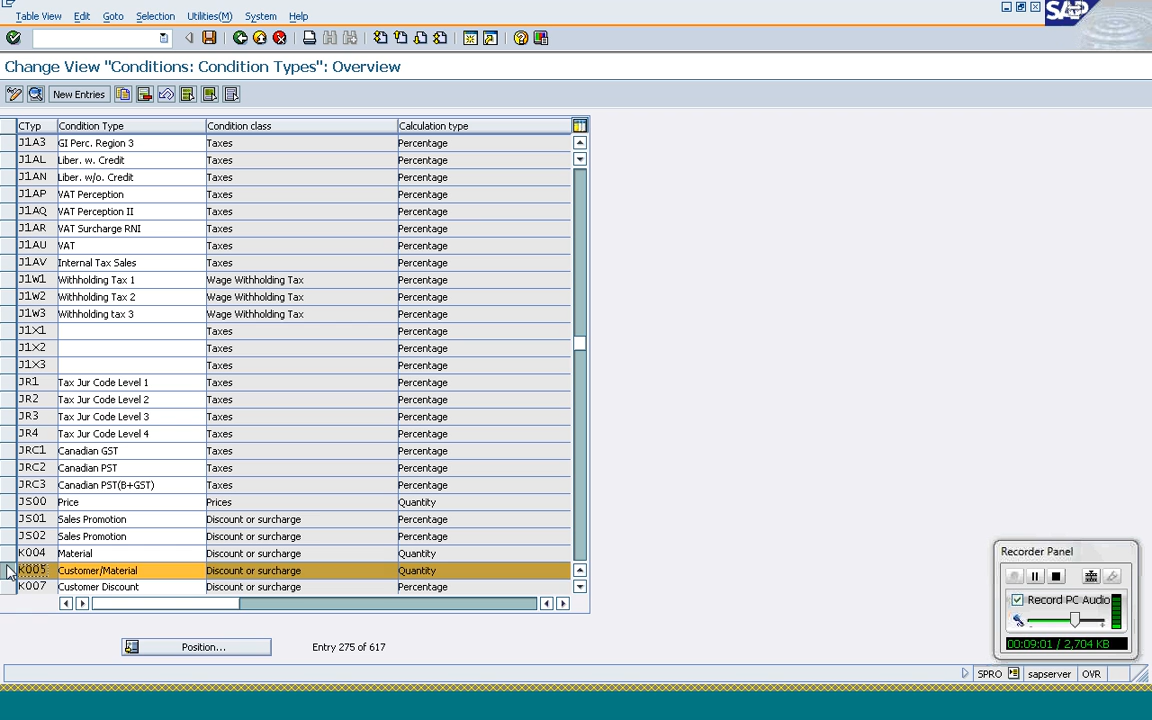 Table View Edit Goto Selection Utilities(M) System Help
SAP
Change View "Conditions: Condition Types": Overview
New Entries
CTyp Condition Type Condition class Calculation type
J1A3 GI Perc. Region 3 Taxes Percentage
J1AL Liber. w. Credit Taxes Percentage
J1AN Liber. w/o. Credit Taxes Percentage
J1AP VAT Perception Taxes Percentage
J1AQ VAT Perception II Taxes Percentage
J1AR VAT Surcharge RNI Taxes Percentage
J1AU VAT Taxes Percentage
J1AV Internal Tax Sales Taxes Percentage
J1W1 Withholding Tax 1 Wage Withholding Tax Percentage
J1W2 Withholding Tax 2 Wage Withholding Tax Percentage
J1W3 Withholding tax 3 Wage Withholding Tax Percentage
J1X1 Taxes Percentage
J1X2 Taxes Percentage
J1X3 Taxes Percentage
JR1 Tax Jur Code Level 1 Taxes Percentage
JR2 Tax Jur Code Level 2 Taxes Percentage
JR3 Tax Jur Code Level 3 Taxes Percentage
JR4 Tax Jur Code Level 4 Taxes Percentage
JRC1 Canadian GST Taxes Percentage
JRC2 Canadian PST Taxes Percentage
JRC3 Canadian PST(B+GST) Taxes Percentage
JS00 Price Prices Quantity
JS01 Sales Promotion Discount or surcharge Percentage
JS02 Sales Promotion Discount or surcharge Percentage
K004 Material Discount or surcharge Quantity
K005 Customer/Material Discount or surcharge Quantity
K007 Customer Discount Discount or surcharge Percentage
Position... Entry 275 of 617
Recorder Panel
Record PC Audio
00:09:01 / 2,704 KB
SPRO sapserver OVR